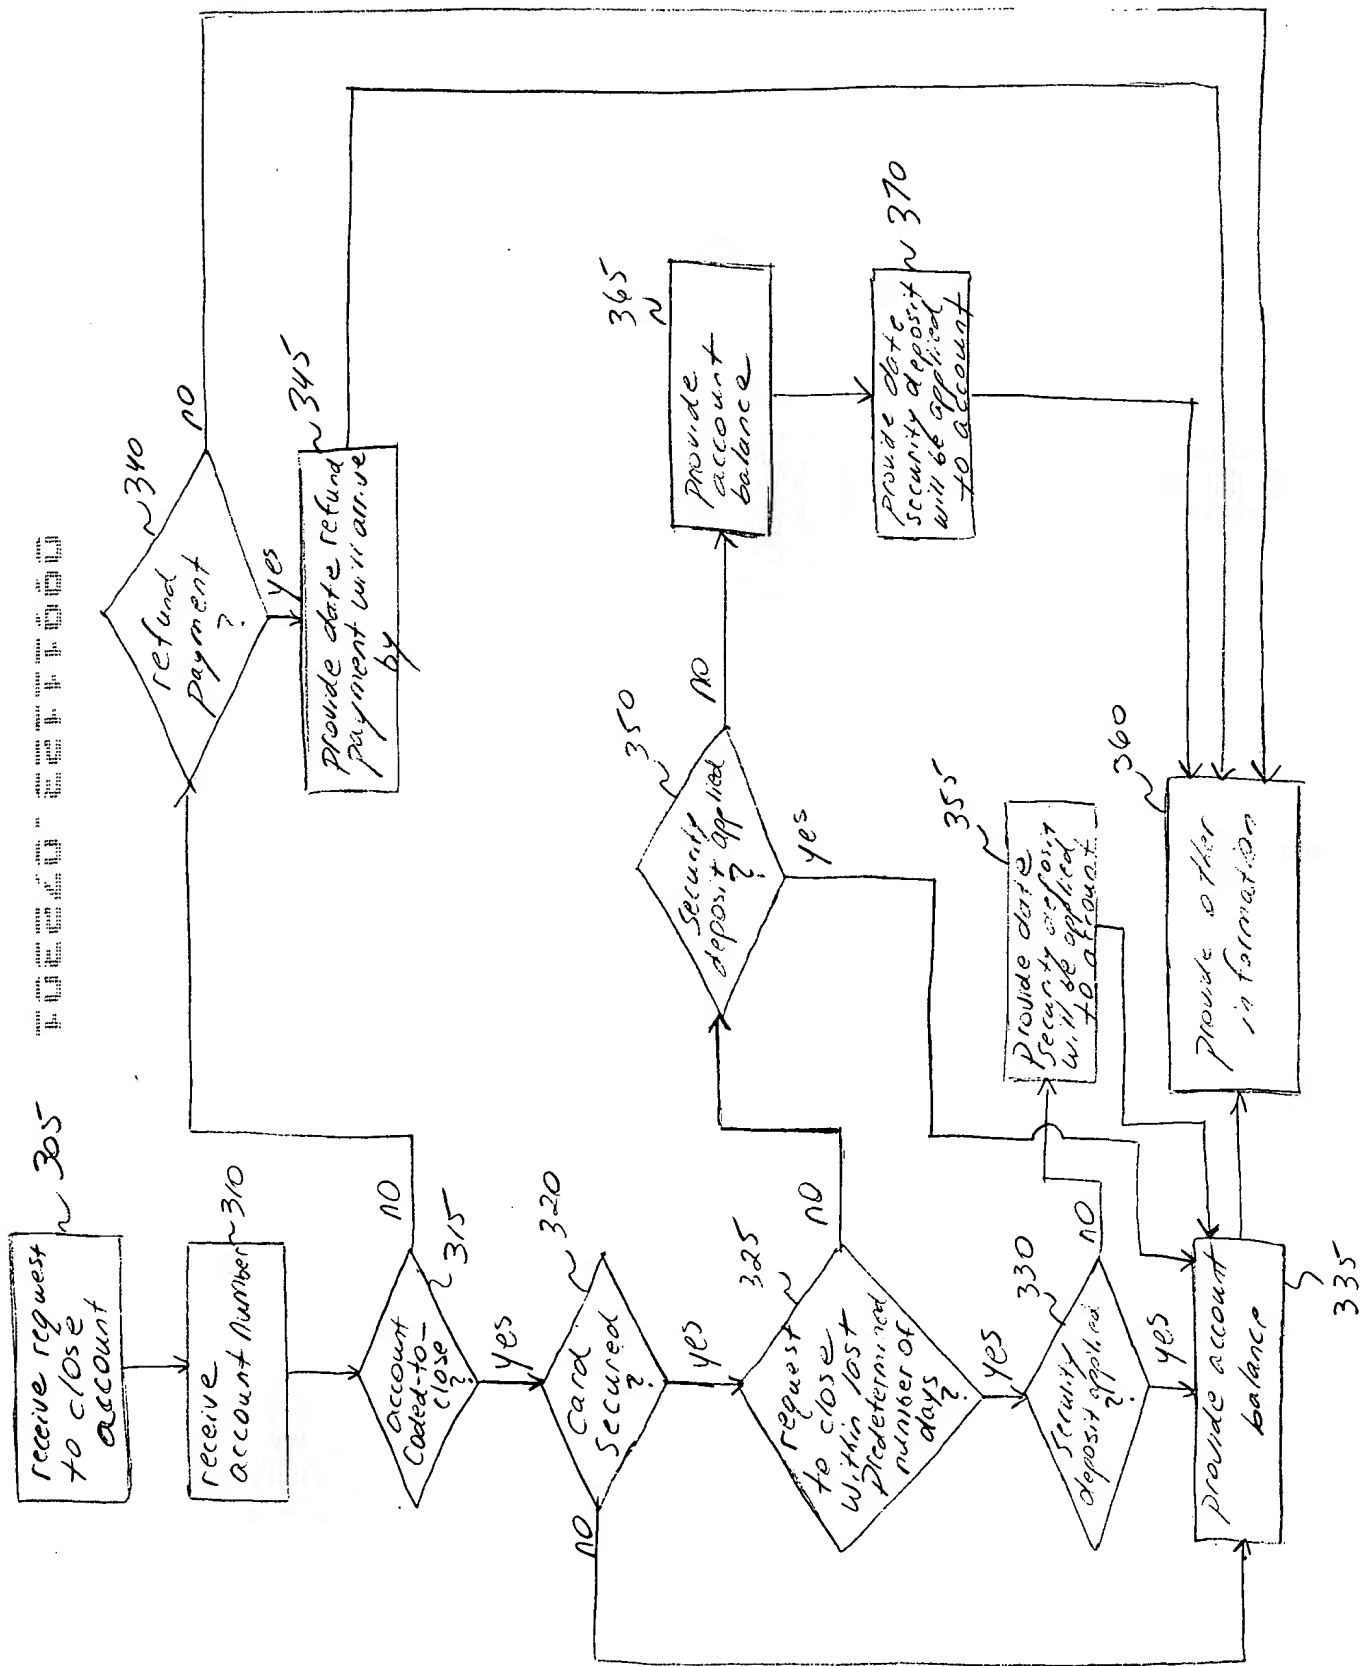 receive request
to close
account
305
receive
account number
310
account
Coded-to-
close
?
315
no
yes
card
secured
?
320
no
yes
request
to close
within last
predetermined
number of
days
?
325
no
yes
security
deposit applied
?
330
no
yes
provide account
balance
335
refund
payment
?
340
no
yes
Provide date refund
payment will arrive
by
345
Security
deposit applied
?
350
no
yes
Provide date
security deposit
will be applied
to account
355
provide other
information
360
Provide
account
balance
365
provide date
security deposit
will be applied
to account
370